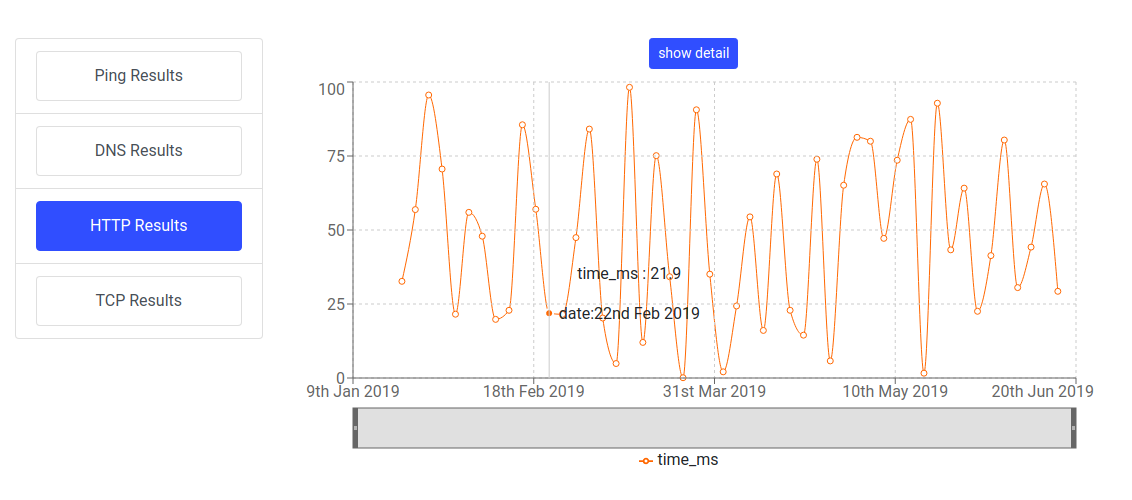 Ping Results
DNS Results
HTTP Results
TCP Results
show detail
100
75
50
25
0
time_ms : 21.9
date:22nd Feb 2019
9th Jan 2019 18th Feb 2019 31st Mar 2019 10th May 2019 20th Jun 2019
time_ms